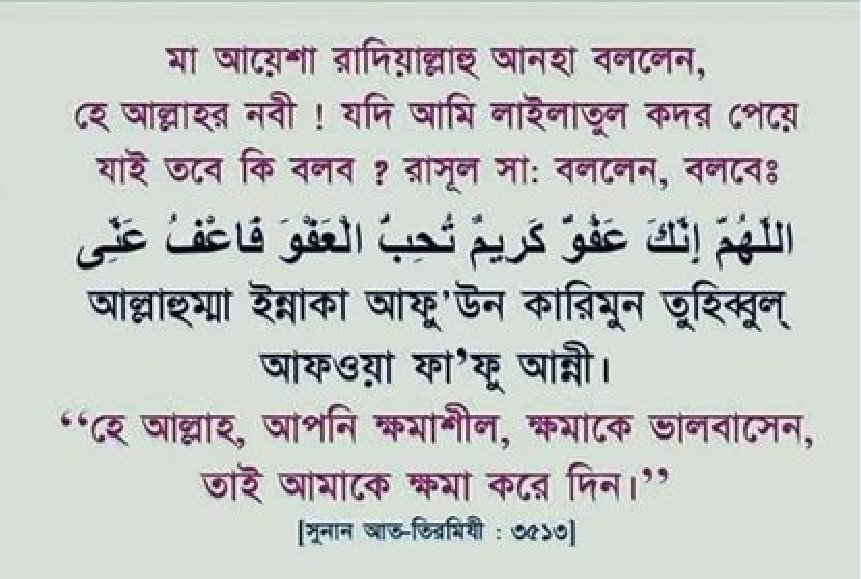 মা আয়েশা রাদিয়াল্লাহু আনহা বললেন,
হে আল্লাহর নবী ! যদি আমি লাইলাতুল কদর পেয়ে
যাই তবে কি বলব ? রাসূল সা: বললেন, বলবেঃ
اللَّهُمَّ إِنَّكَ عَفُوٌّ كَرِيمٌ تُحِبُّ الْعَفْوَ فَاعْفُ عَنِّى
আল্লাহুম্মা ইন্নাকা আফু'উন কারিমুন তুহিব্বুল্
আফওয়া ফা’ফু আন্নী।
‘‘হে আল্লাহ, আপনি ক্ষমাশীল, ক্ষমাকে ভালবাসেন,
তাই আমাকে ক্ষমা করে দিন।’’
[সুনান আত-তিরমিযী : ৩৫১৩]